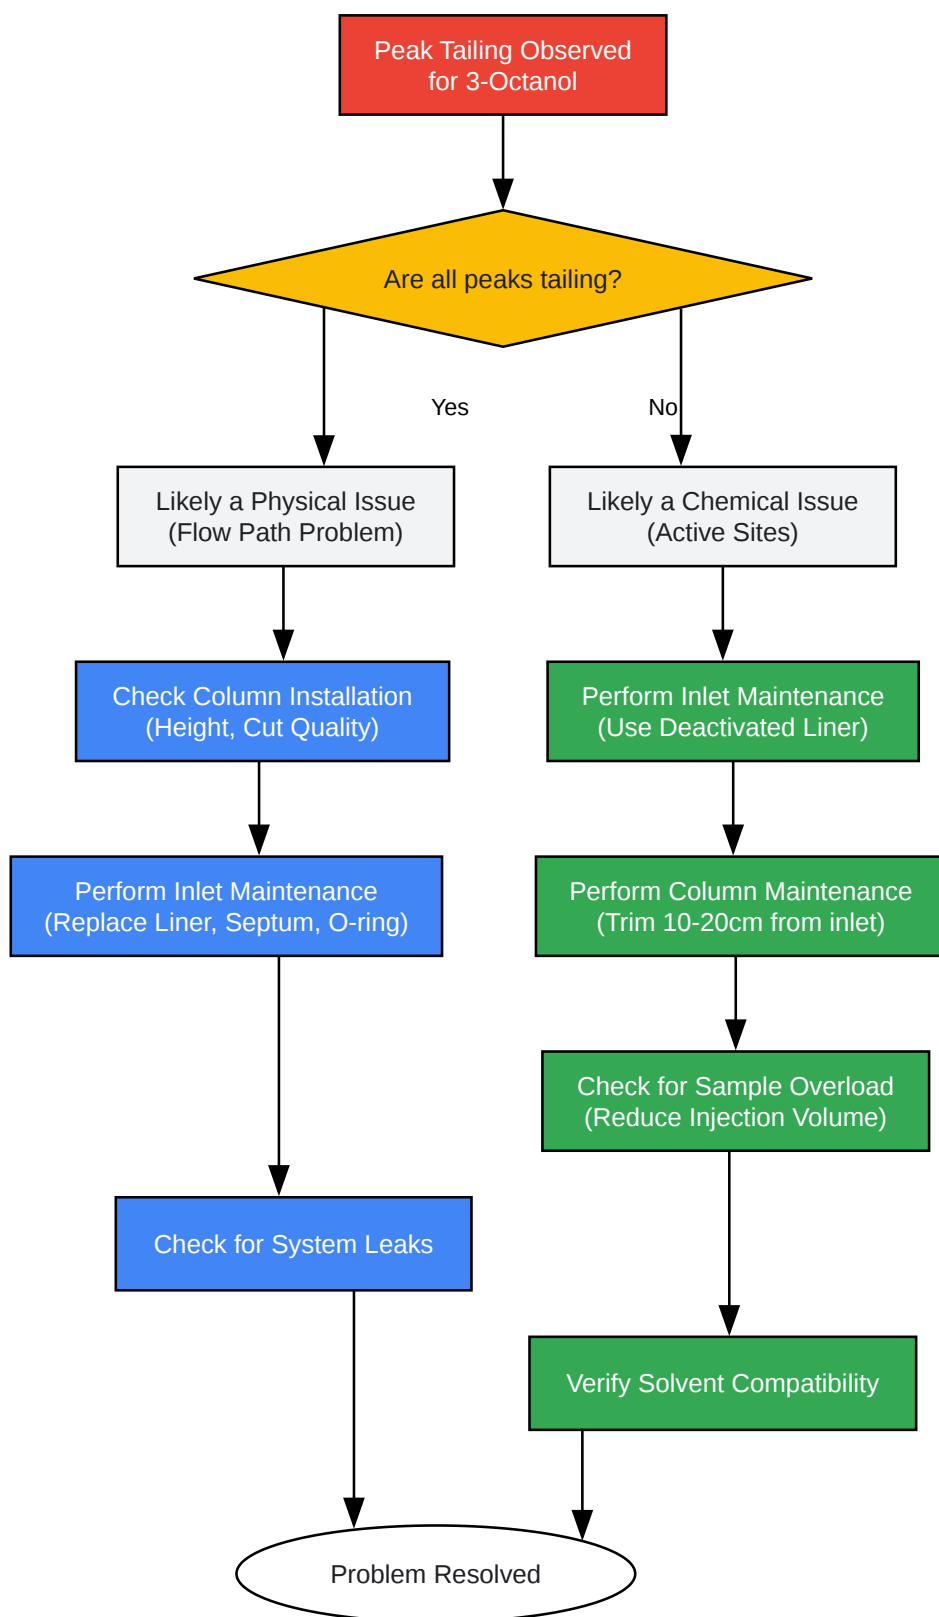 Peak Tailing Observed
for 3-Octanol
Are all peaks tailing?
Yes
No
Likely a Physical Issue
(Flow Path Problem)
Likely a Chemical Issue
(Active Sites)
Check Column Installation
(Height, Cut Quality)
Perform Inlet Maintenance
(Use Deactivated Liner)
Perform Inlet Maintenance
(Replace Liner, Septum, O-ring)
Perform Column Maintenance
(Trim 10-20cm from inlet)
Check for Sample Overload
(Reduce Injection Volume)
Check for System Leaks
Verify Solvent Compatibility
Problem Resolved